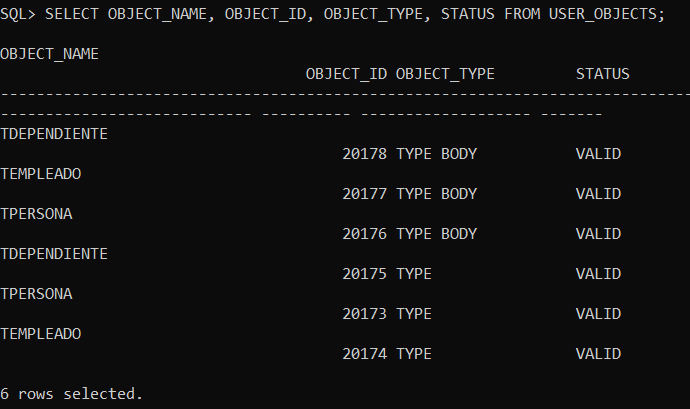 SQL> SELECT OBJECT_NAME, OBJECT_ID, OBJECT_TYPE, STATUS FROM USER_OBJECTS;
OBJECT_NAME
OBJECT_ID OBJECT_TYPE STATUS
--------------------------------------------------------------------------------
---------------------------- ---------- ------------------- -------
TDEPENDIENTE
20178 TYPE BODY VALID
TEMPLEADO
20177 TYPE BODY VALID
TPERSONA
20176 TYPE BODY VALID
TDEPENDIENTE
20175 TYPE VALID
TPERSONA
20173 TYPE VALID
TEMPLEADO
20174 TYPE VALID
6 rows selected.